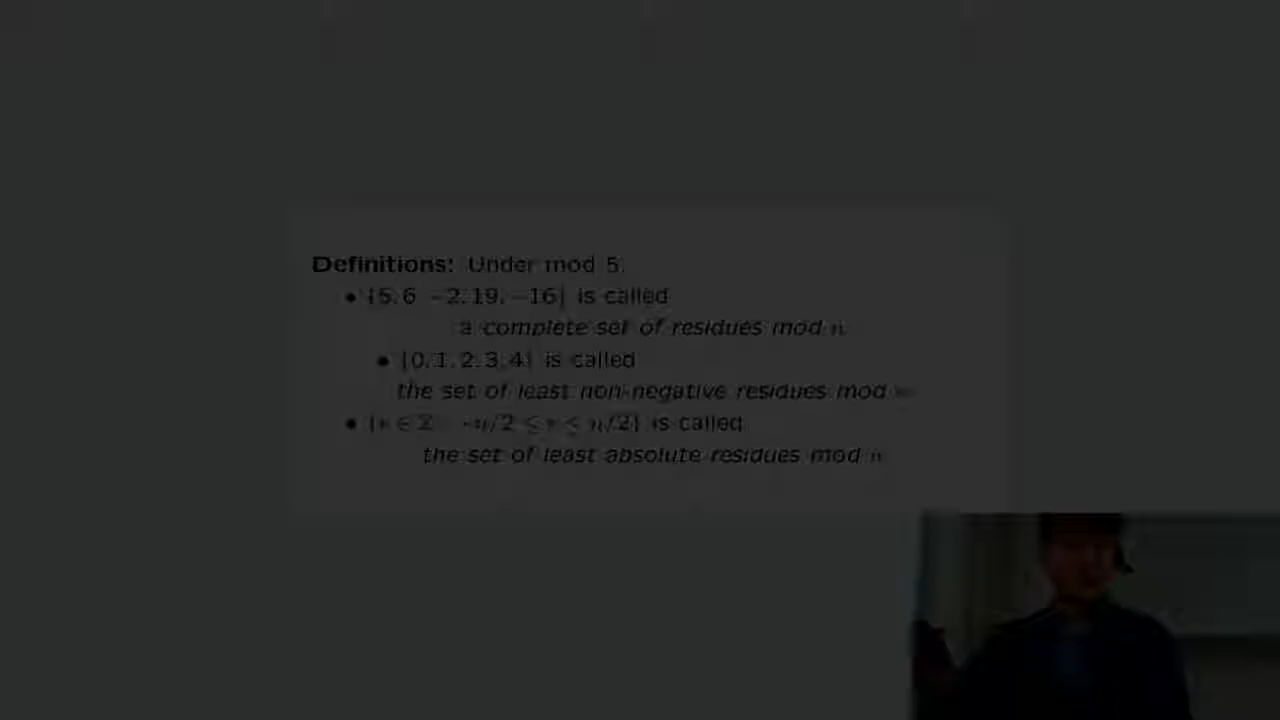 Definitions: Under mod 5:
• {5, 6, −2, 19, −16} is called
a complete set of residues mod n.
• {0, 1, 2, 3, 4} is called
the set of least non-negative residues mod n.
• {r ∈ Z : −n/2 ≤ r ≤ n/2} is called
the set of least absolute residues mod n.